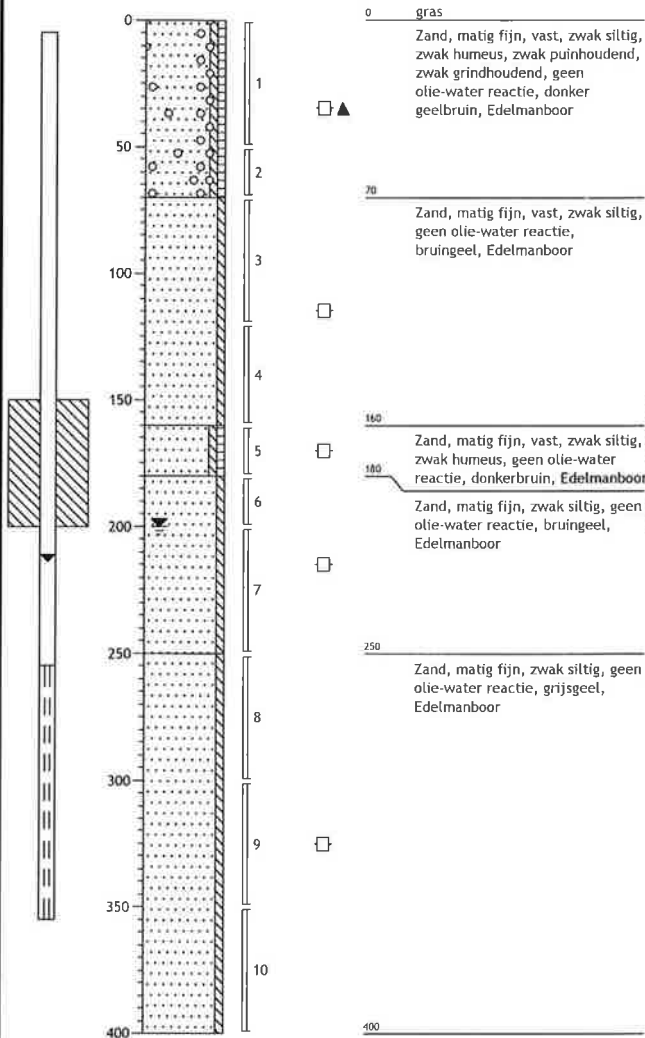 0
50
100
150
200
250
300
350
400
1
2
3
4
5
6
7
8
9
10
0 gras
Zand, matig fijn, vast, zwak siltig,
zwak humeus, zwak puinhoudend,
zwak grindhoudend, geen
olie-water reactie, donker
geelbruin, Edelmanboor
70
Zand, matig fijn, vast, zwak siltig,
geen olie-water reactie,
bruingeel, Edelmanboor
160
Zand, matig fijn, vast, zwak siltig,
zwak humeus, geen olie-water
reactie, donkerbruin, Edelmanboor
180
Zand, matig fijn, zwak siltig, geen
olie-water reactie, bruingeel,
Edelmanboor
250
Zand, matig fijn, zwak siltig, geen
olie-water reactie, grijsgeel,
Edelmanboor
400